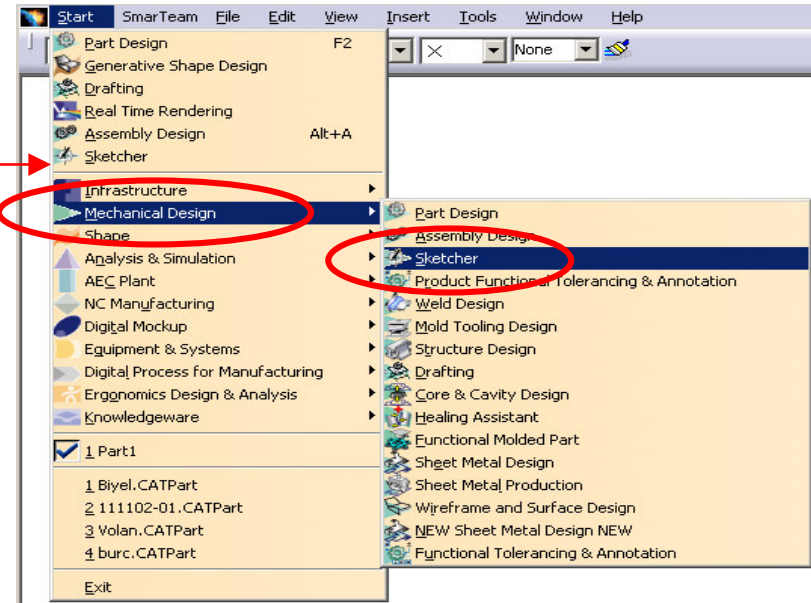 Start SmarTeam File Edit View Insert Tools Window Help
None
Part Design F2
Generative Shape Design
Drafting
Real Time Rendering
Assembly Design Alt+A
Sketcher
Infrastructure
Mechanical Design
Shape
Analysis & Simulation
AEC Plant
NC Manufacturing
Digital Mockup
Equipment & Systems
Digital Process for Manufacturing
Ergonomics Design & Analysis
Knowledgeware
1 Part1
1 Biyel.CATPart
2 111102-01.CATPart
3 Volan.CATPart
4 burc.CATPart
Exit
Part Design
Assembly Design
Sketcher
Product Functional Tolerancing & Annotation
Weld Design
Mold Tooling Design
Structure Design
Drafting
Core & Cavity Design
Healing Assistant
Functional Molded Part
Sheet Metal Design
Sheet Metal Production
Wireframe and Surface Design
NEW Sheet Metal Design NEW
Functional Tolerancing & Annotation